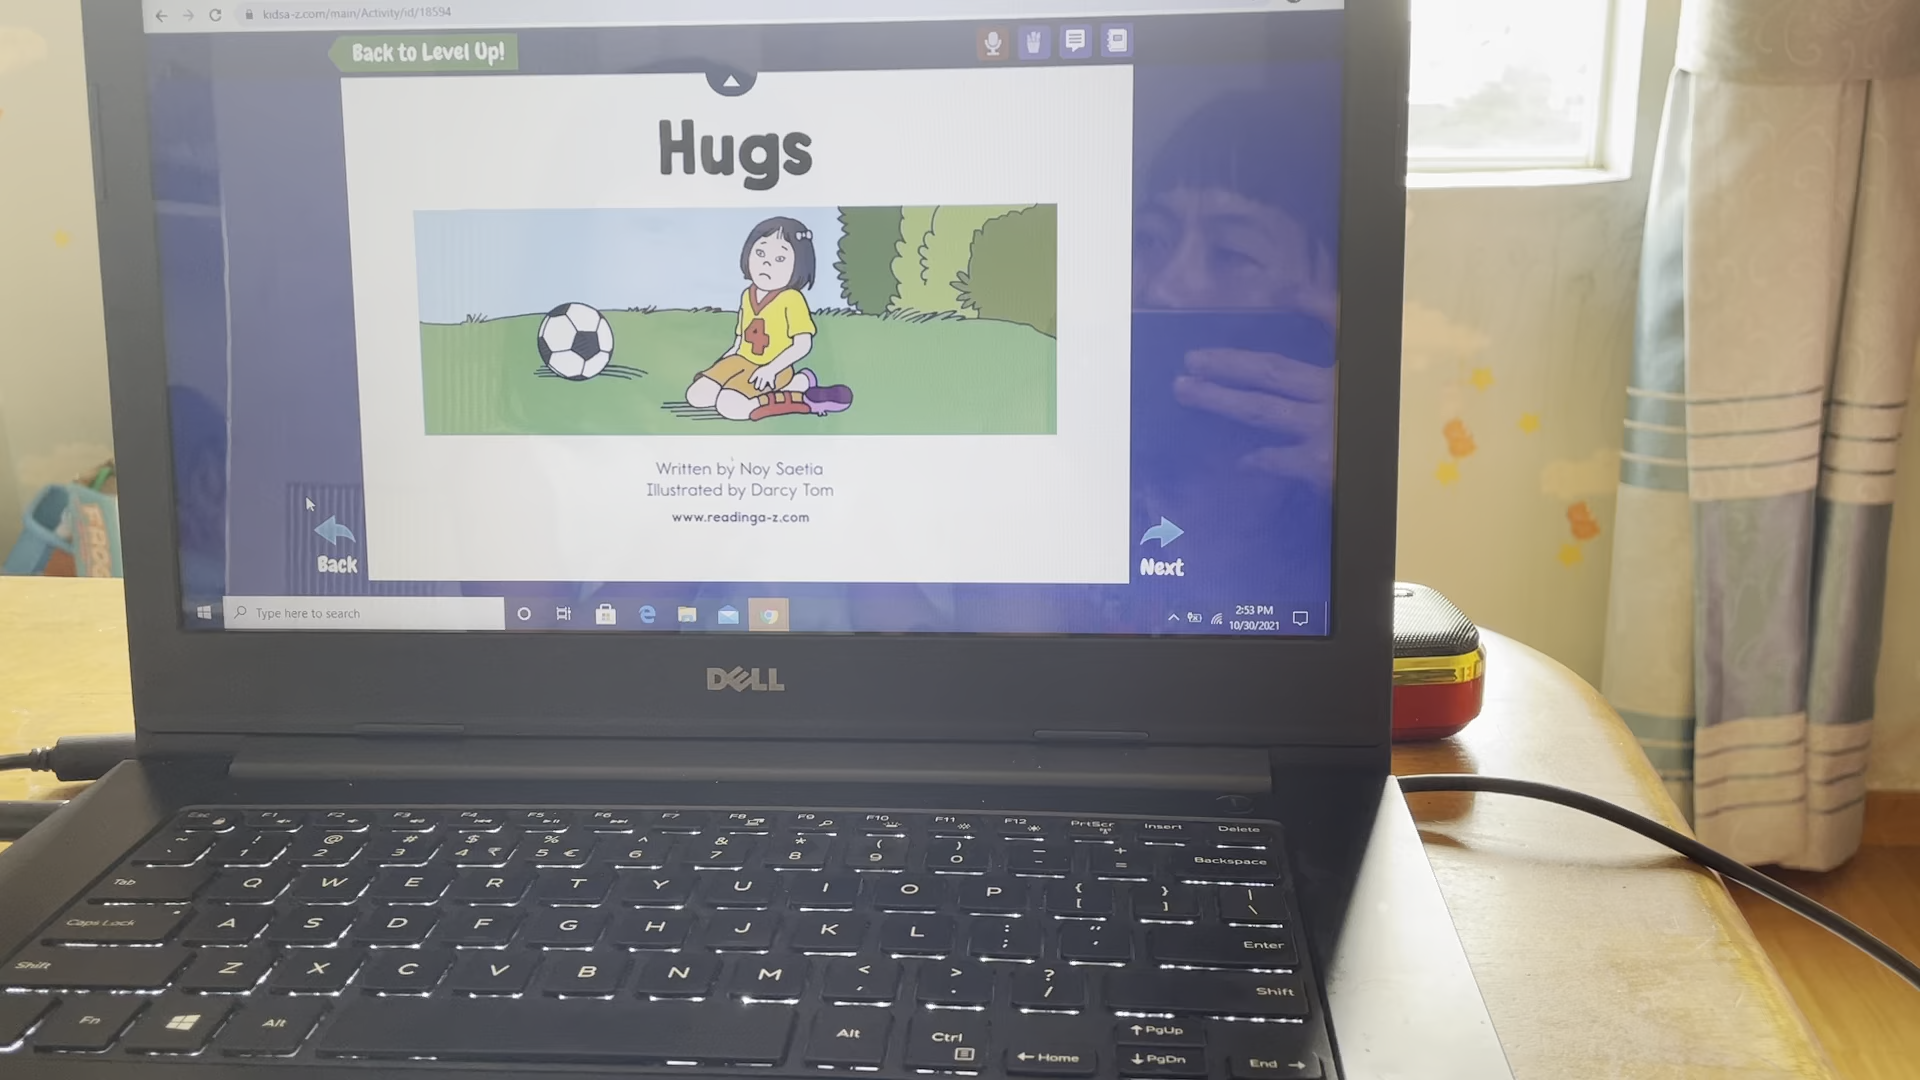 kidsa-z.com/main/Activity/id/18594
Back to Level Up!
Hugs
4
Written by Noy Saetia
Illustrated by Darcy Tom
www.readinga-z.com
Back
Next
Type here to search
2:53 PM
10/30/2021
DELL
Esc F1 F2 F3 F4 F5 F6 F7 F8 F9 F10 F11 F12 PrtScr Insert Delete
~ ! @ # $ % ^ & * ( ) _ +
` 1 2 3 4 ₹ 5 € 6 7 8 9 0 - = Backspace
Tab Q W E R T Y U I O P { [ } ] | \
Caps Lock A S D F G H J K L : ; " ' Enter
Shift Z X C V B N M < , > . ? / Shift
Fn Alt Alt Ctrl Home PgUp PgDn End